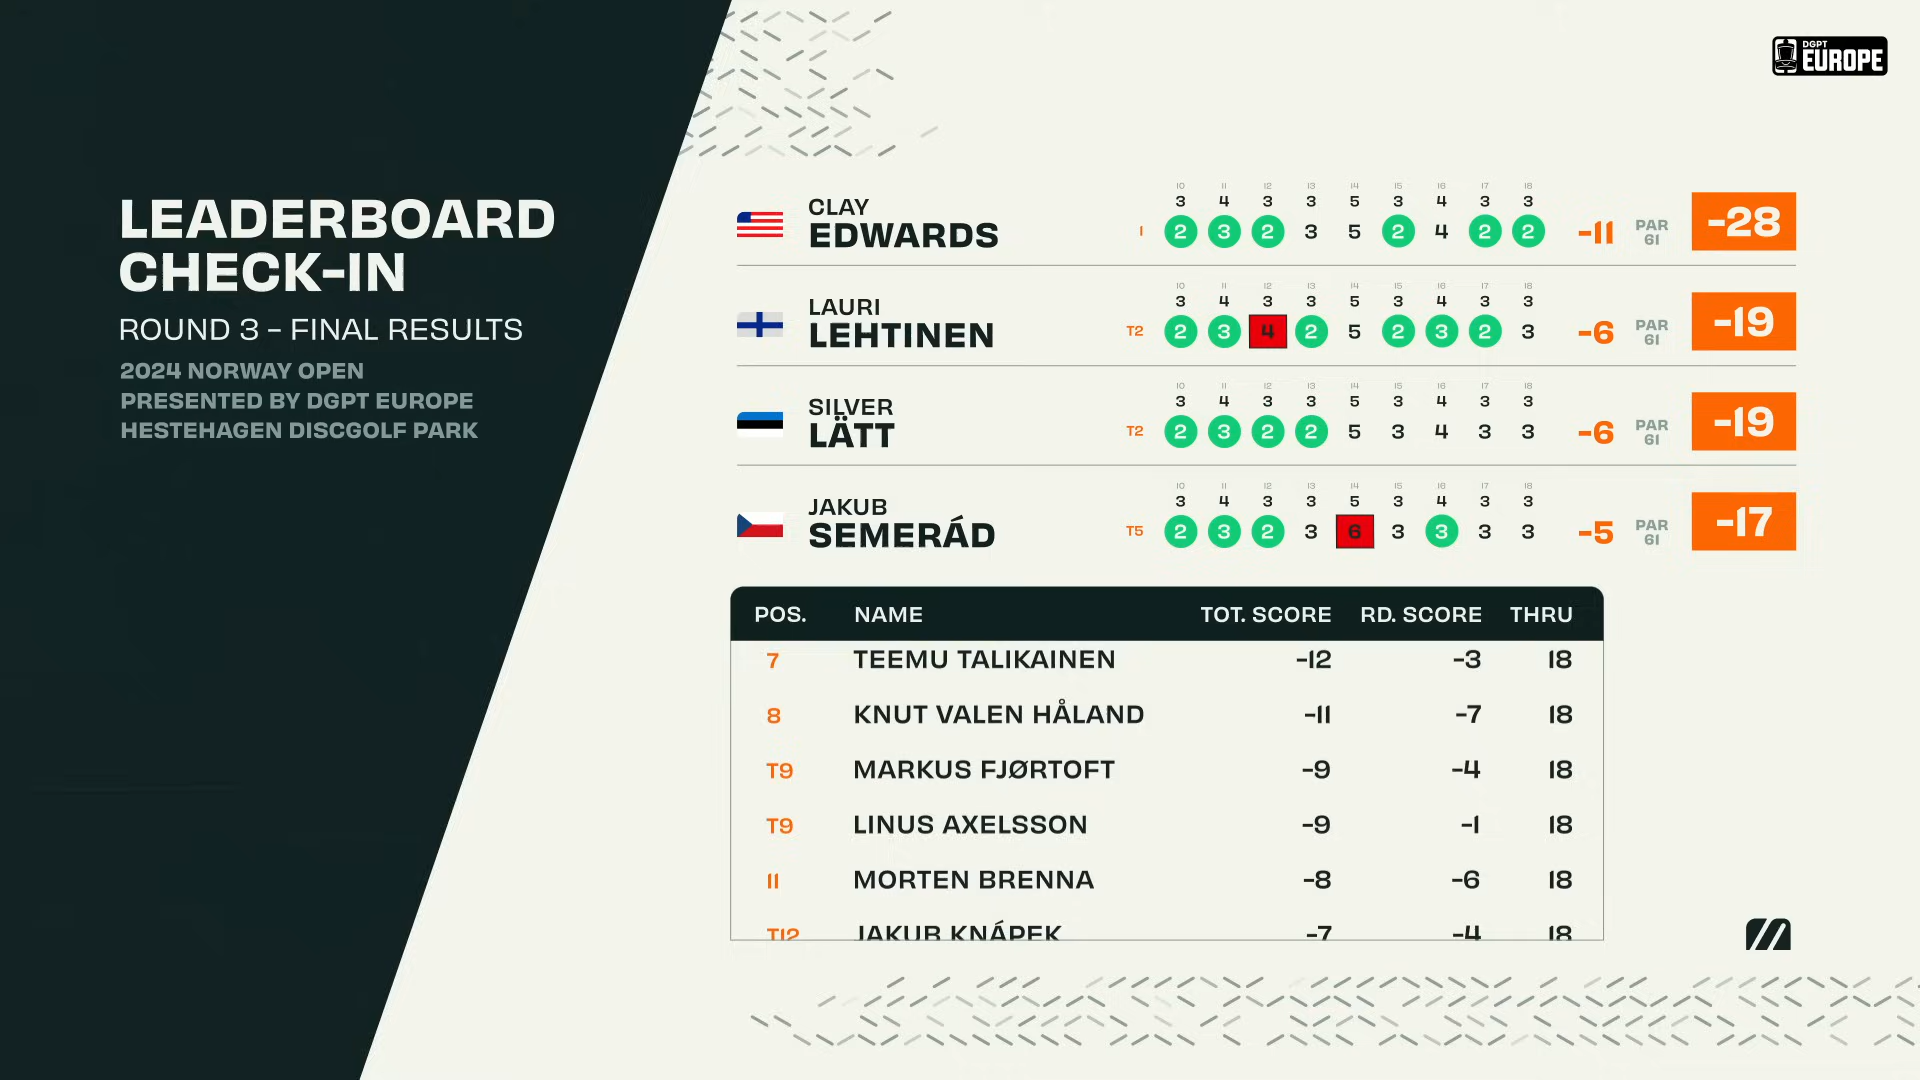 DGPT
EUROPE
LEADERBOARD
CHECK-IN
ROUND 3 – FINAL RESULTS
2024 NORWAY OPEN
PRESENTED BY DGPT EUROPE
HESTEHAGEN DISCGOLF PARK
10 11 12 13 14 15 16 17 18
CLAY 3 4 3 3 5 3 4 3 3
EDWARDS 1 2 3 2 3 5 2 4 2 2 -11 PAR 61 -28
10 11 12 13 14 15 16 17 18
LAURI 3 4 3 3 5 3 4 3 3
LEHTINEN T2 2 3 4 2 5 2 3 2 3 -6 PAR 61 -19
10 11 12 13 14 15 16 17 18
SILVER 3 4 3 3 5 3 4 3 3
LÄTT T2 2 3 2 2 5 3 4 3 3 -6 PAR 61 -19
10 11 12 13 14 15 16 17 18
JAKUB 3 4 3 3 5 3 4 3 3
SEMERÁD T5 2 3 2 3 6 3 3 3 3 -5 PAR 61 -17
POS. NAME TOT. SCORE RD. SCORE THRU
7 TEEMU TALIKAINEN -12 -3 18
8 KNUT VALEN HÅLAND -11 -7 18
T9 MARKUS FJØRTOFT -9 -4 18
T9 LINUS AXELSSON -9 -1 18
11 MORTEN BRENNA -8 -6 18
T12 JAKUB KNÁPEK -7 -4 18